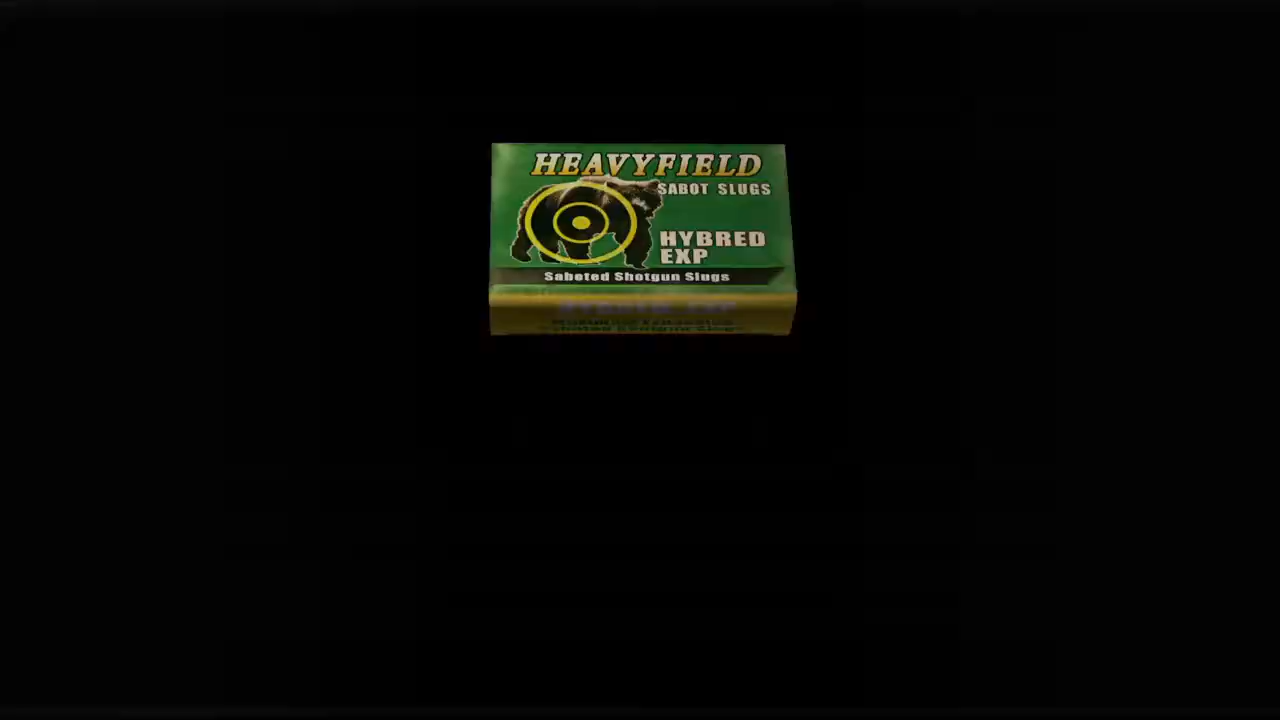 HEAVYFIELD
SABOT SLUGS
HYBRED
EXP
Saboted Shotgun Slugs